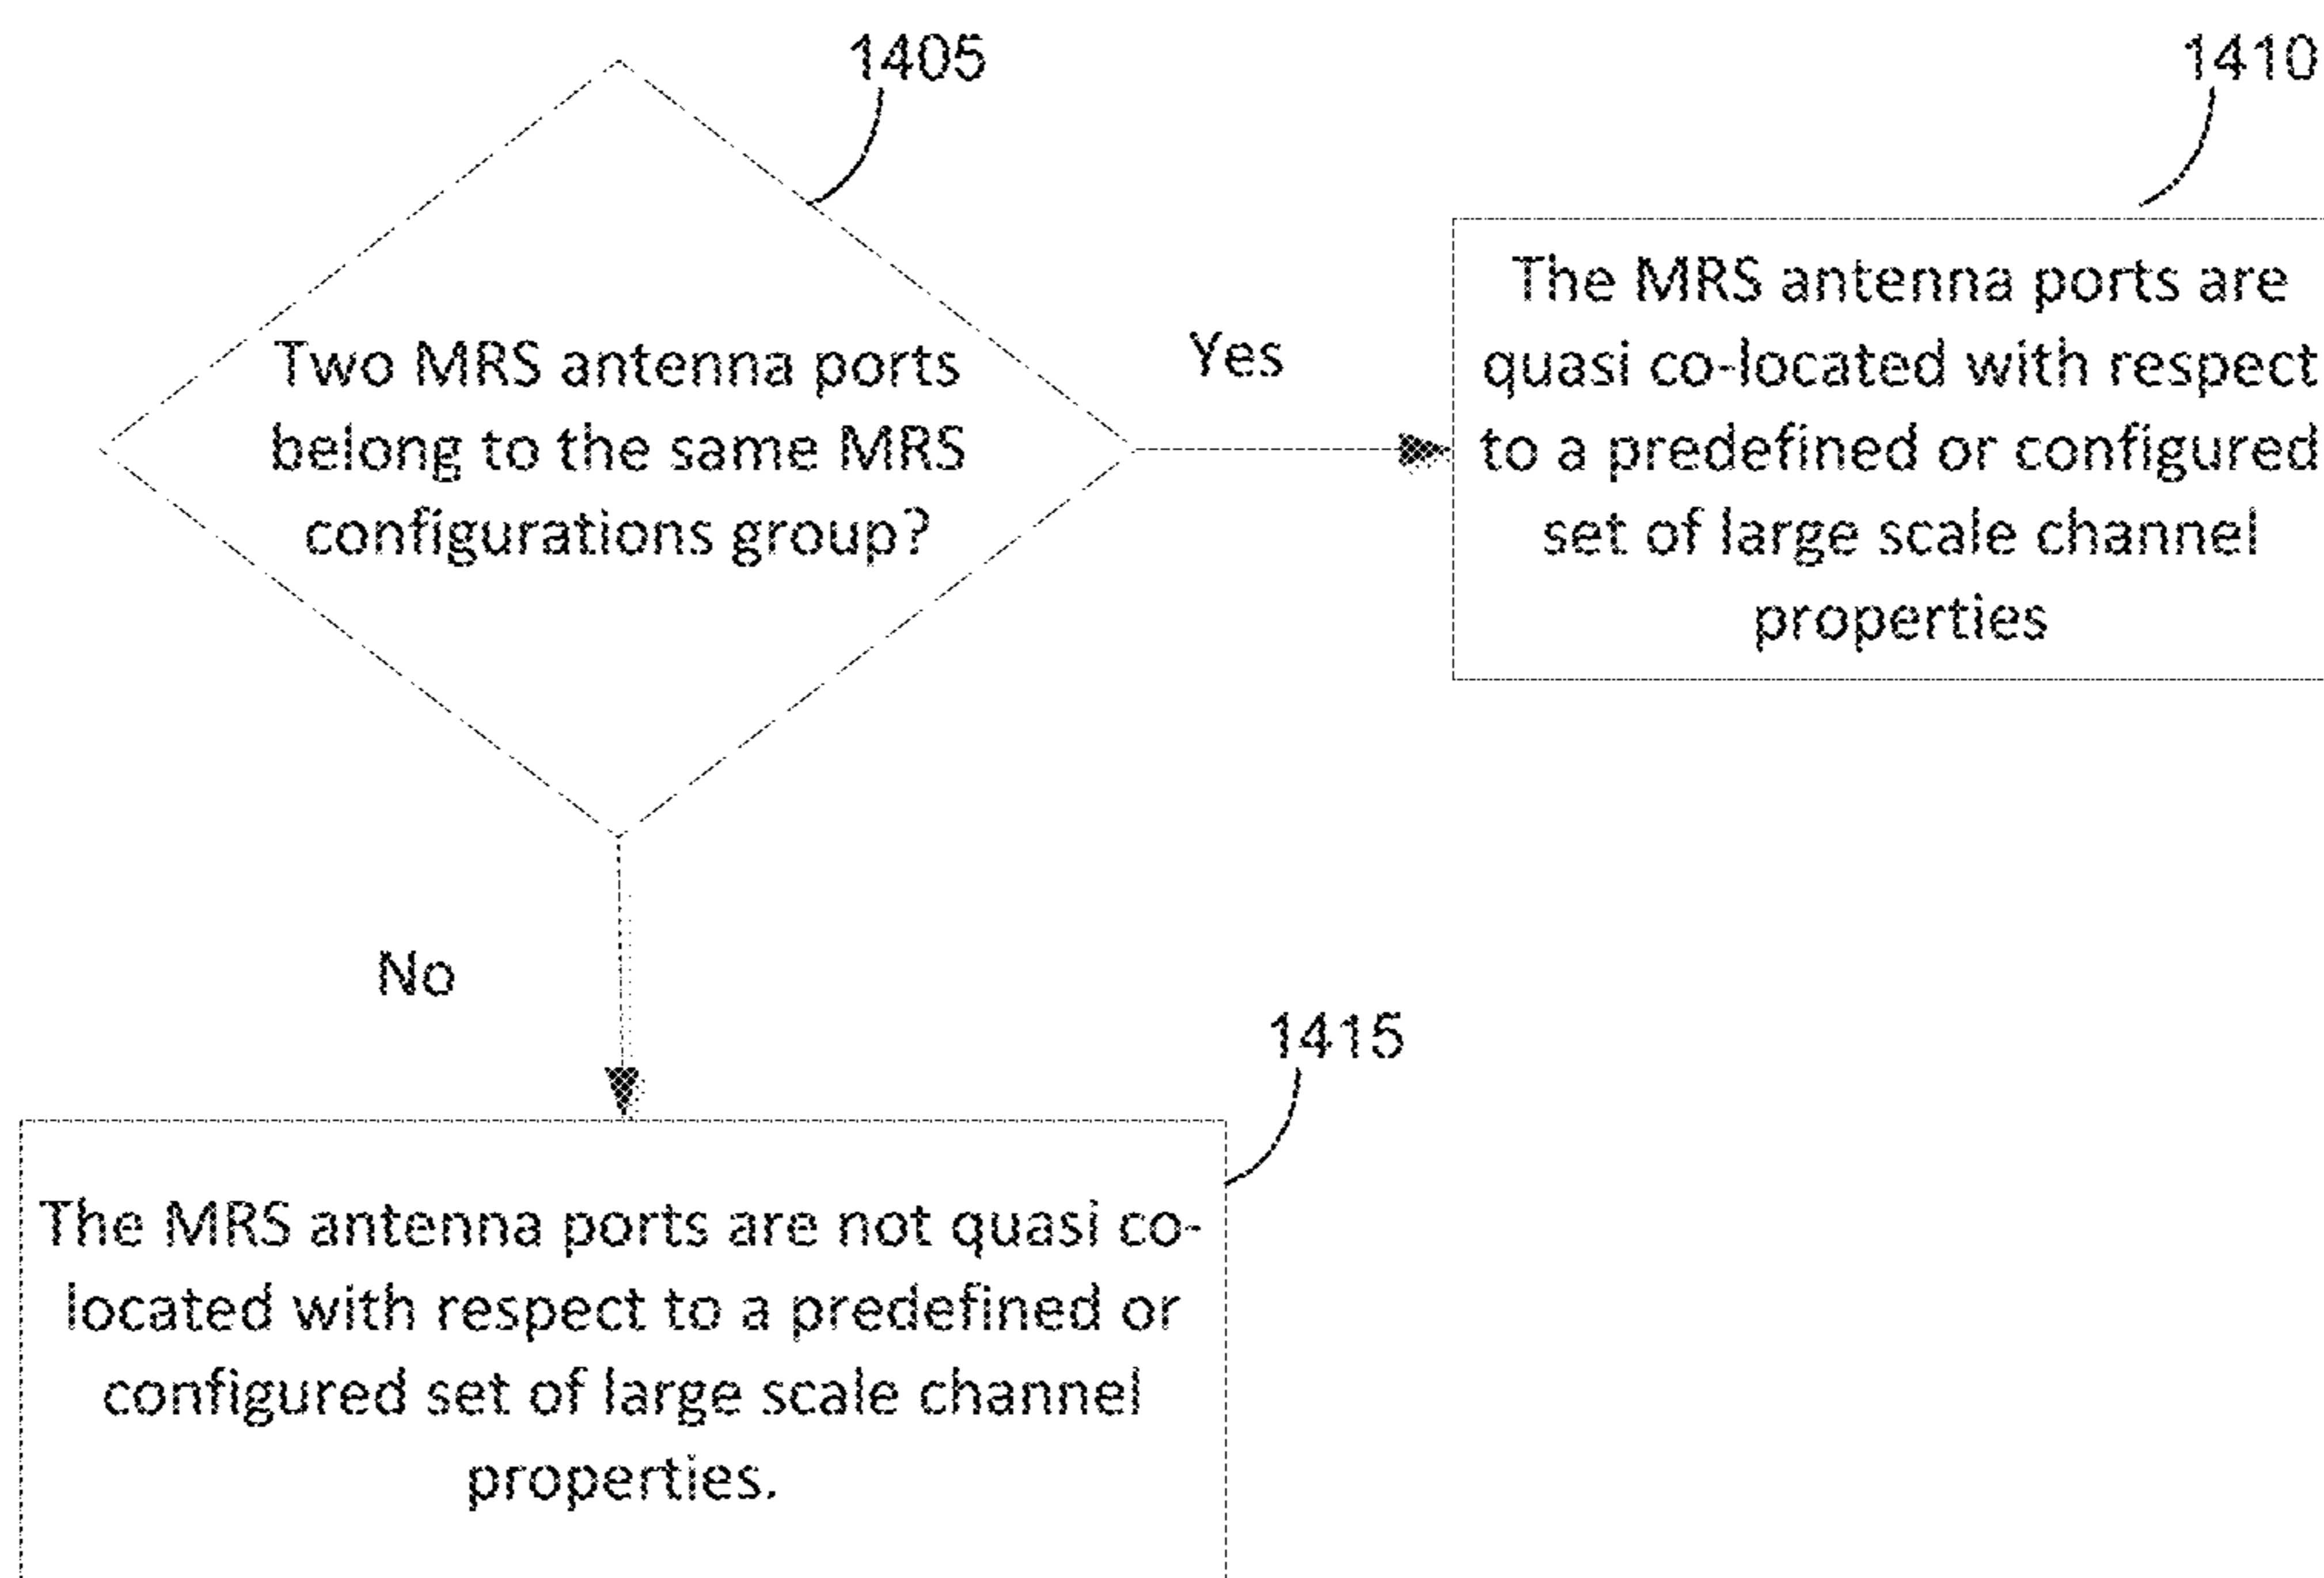 1405
Two MRS antenna ports
belong to the same MRS
configurations group?
Yes
1410
The MRS antenna ports are
quasi co-located with respect
to a predefined or configured
set of large scale channel
properties
No
1415
The MRS antenna ports are not quasi co-
located with respect to a predefined or
configured set of large scale channel
properties.